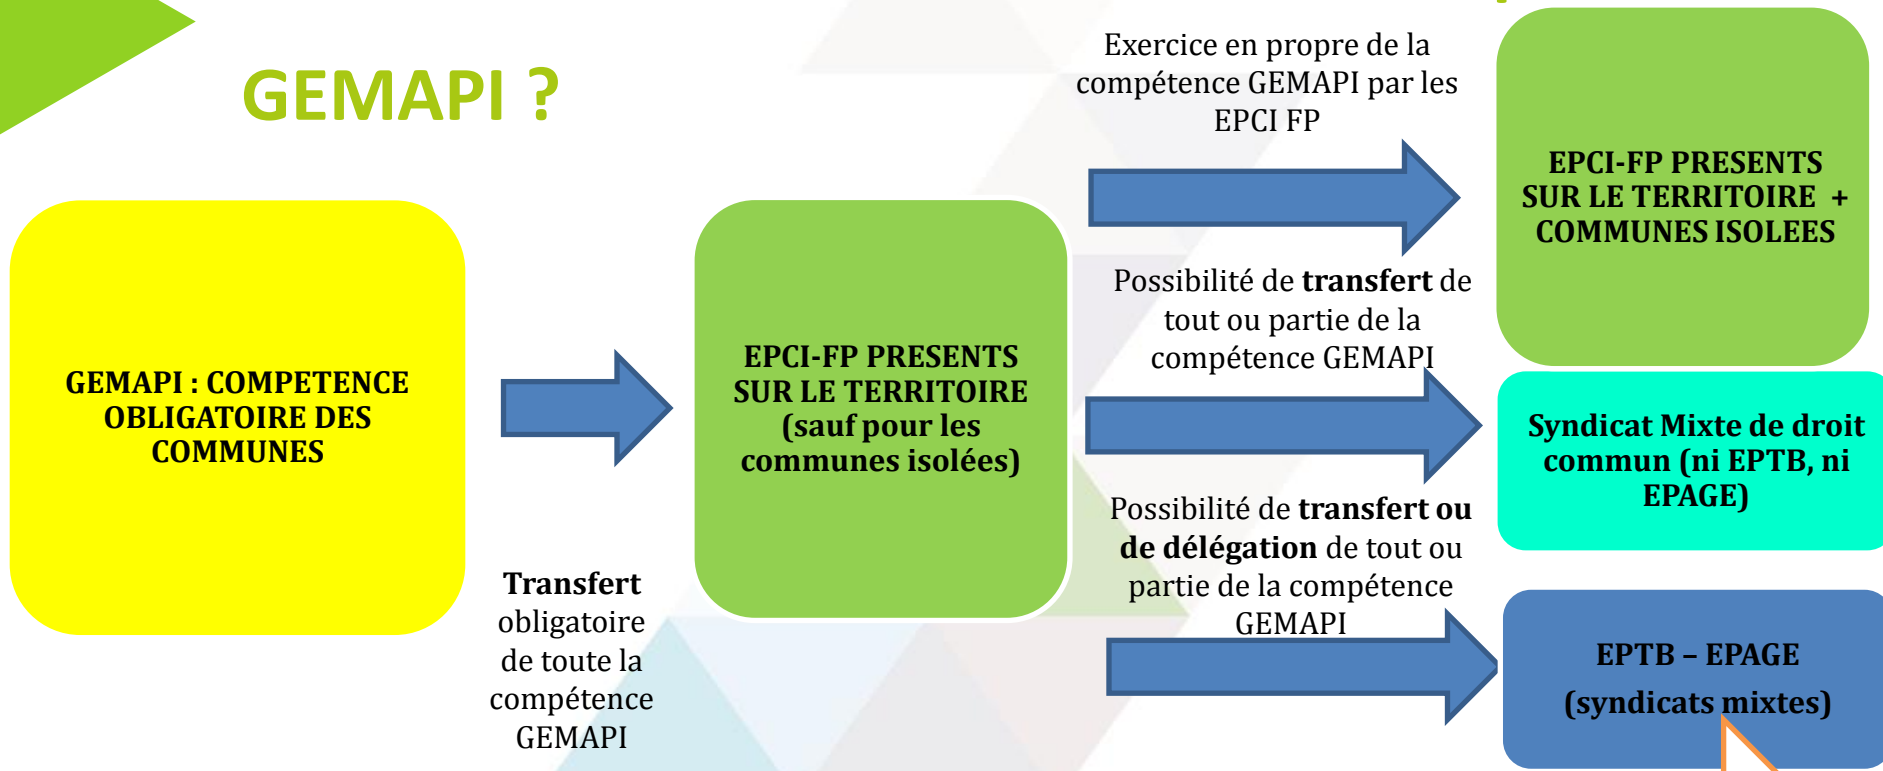 GEMAPI ?
GEMAPI : COMPETENCE
OBLIGATOIRE DES
COMMUNES
Transfert
obligatoire
de toute la
compétence
GEMAPI
EPCI-FP PRESENTS
SUR LE TERRITOIRE
(sauf pour les
communes isolées)
Exercice en propre de la
compétence GEMAPI par les
EPCI FP
EPCI-FP PRESENTS
SUR LE TERRITOIRE +
COMMUNES ISOLEES
Possibilité de transfert de
tout ou partie de la
compétence GEMAPI
Syndicat Mixte de droit
commun (ni EPTB, ni
EPAGE)
Possibilité de transfert ou
de délégation de tout ou
partie de la compétence
GEMAPI
EPTB – EPAGE
(syndicats mixtes)